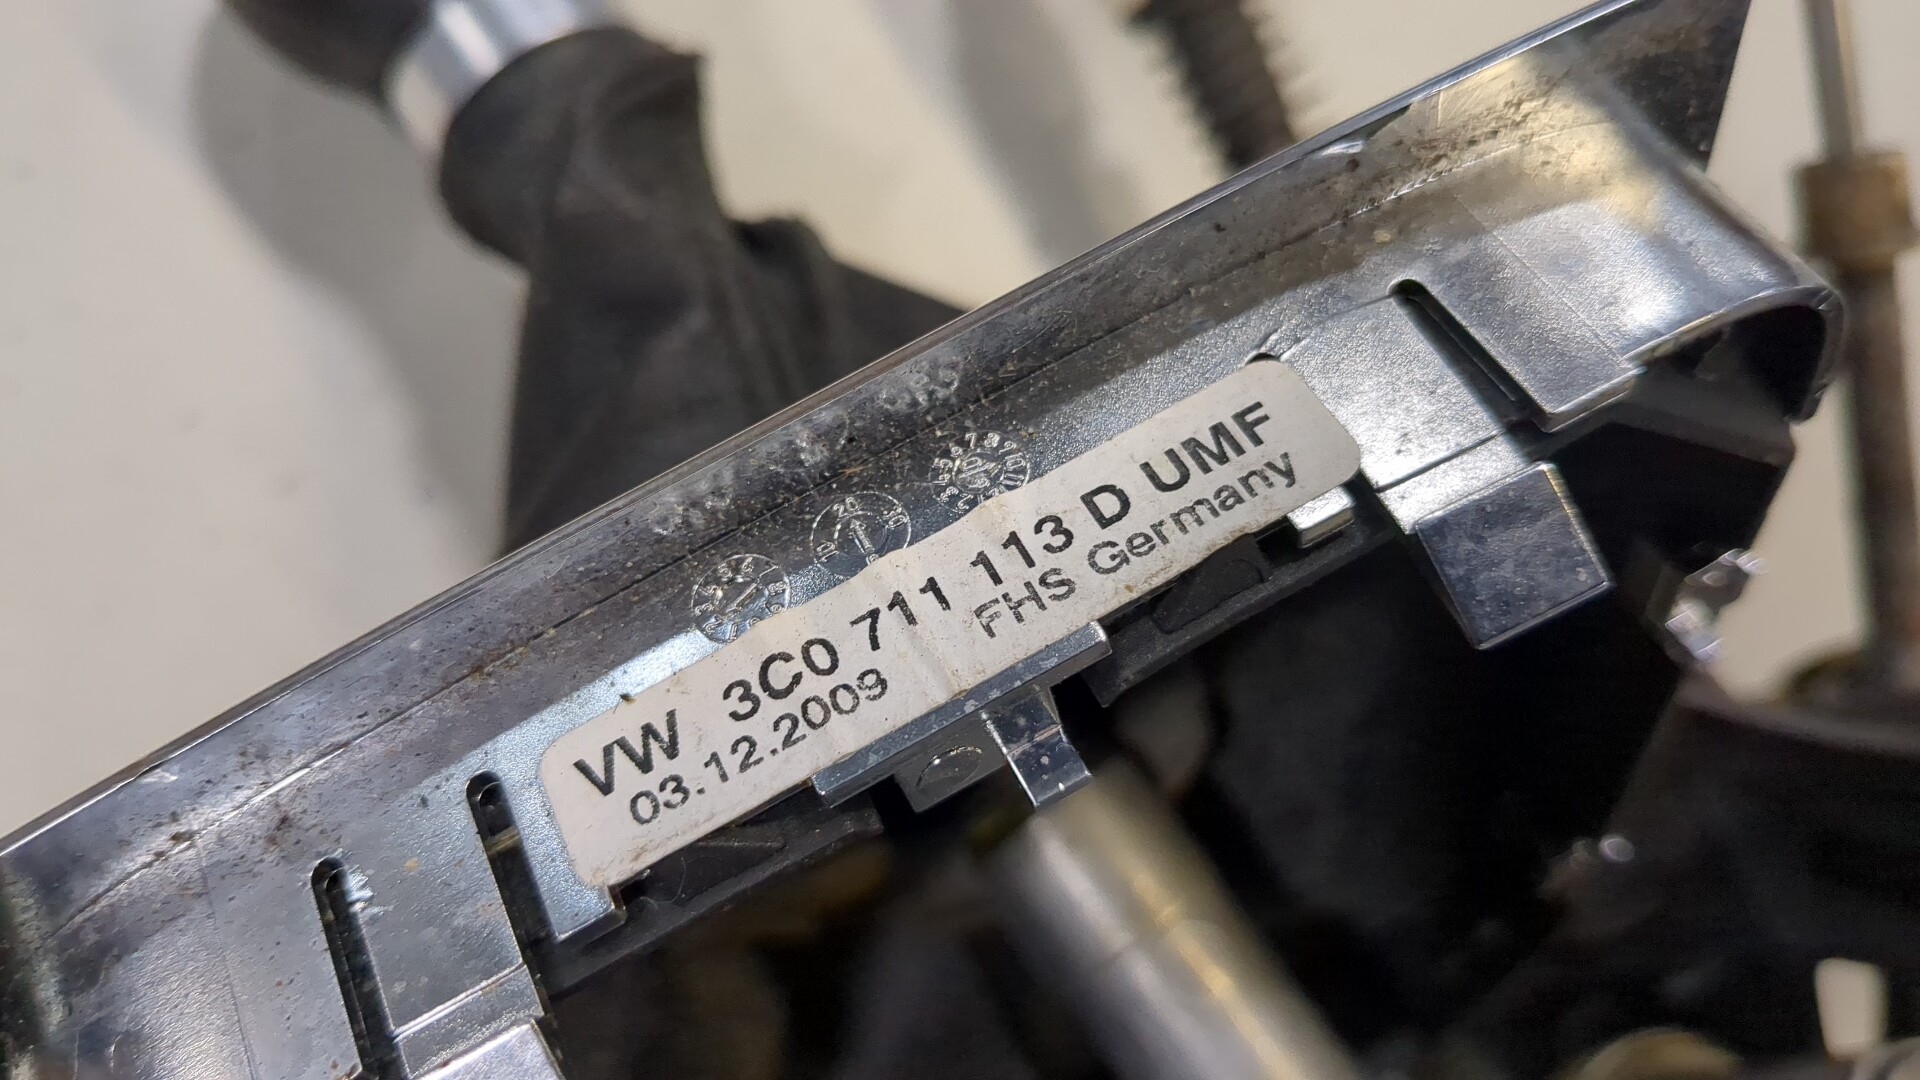 VW 3C0 711 113 D UMF
03.12.2009 FHS Germany